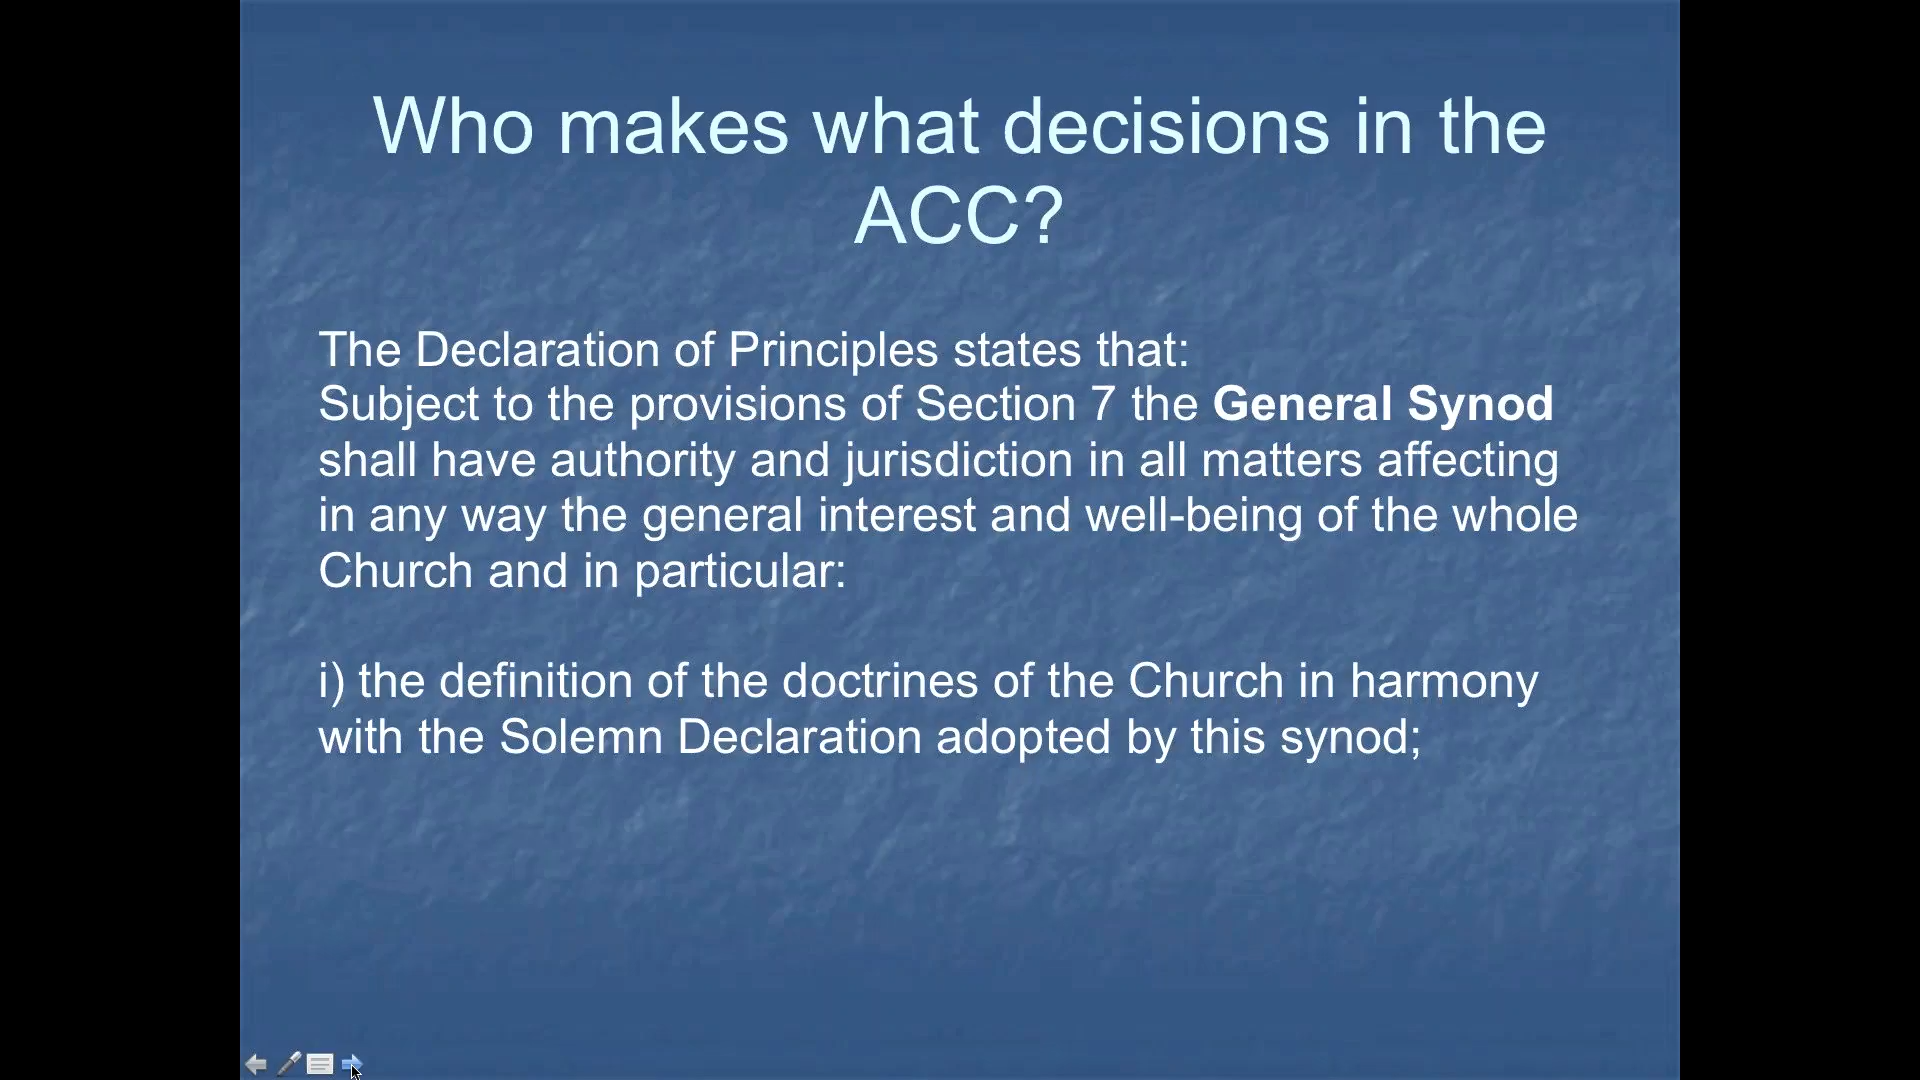 Who makes what decisions in the
ACC?
The Declaration of Principles states that:
Subject to the provisions of Section 7 the General Synod
shall have authority and jurisdiction in all matters affecting
in any way the general interest and well-being of the whole
Church and in particular:
i) the definition of the doctrines of the Church in harmony
with the Solemn Declaration adopted by this synod;